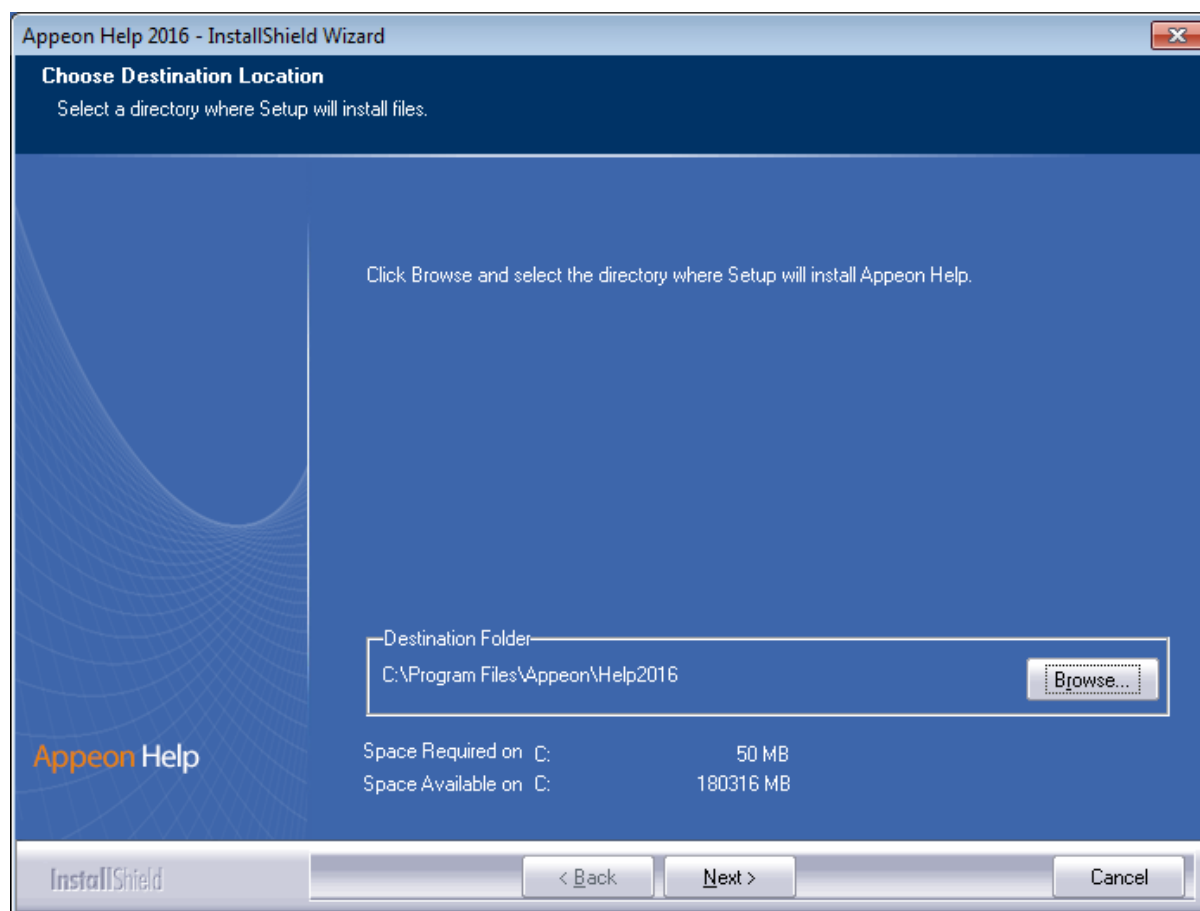 Appeon Help 2016 - InstallShield Wizard
Choose Destination Location
Select a directory where Setup will install files.
Click Browse and select the directory where Setup will install Appeon Help.
Destination Folder
C:\Program Files\Appeon\Help2016
Browse...
Appeon Help
Space Required on C: 50 MB
Space Available on C: 180316 MB
InstallShield
< Back
Next >
Cancel